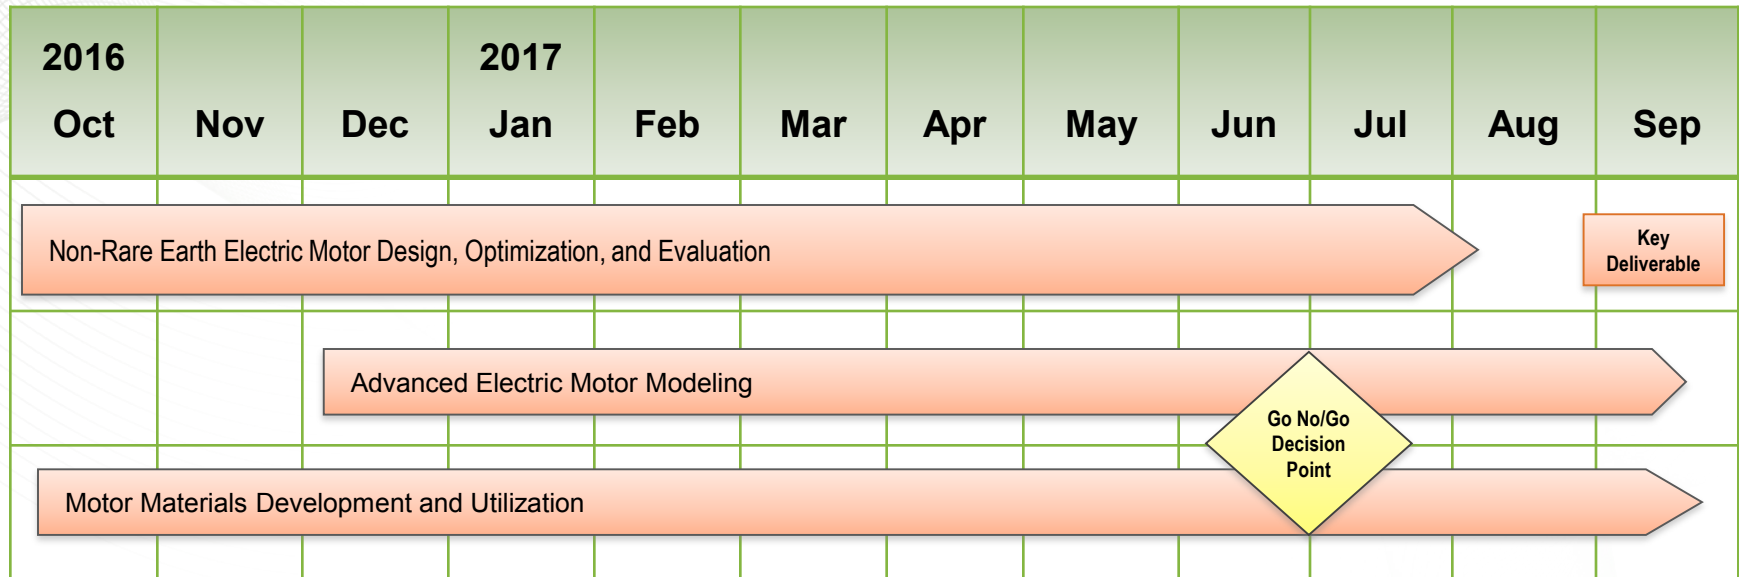 2016
2017
Oct Nov Dec Jan Feb Mar Apr May Jun Jul Aug Sep
Non-Rare Earth Electric Motor Design, Optimization, and Evaluation
Key
Deliverable
Advanced Electric Motor Modeling
Go No/Go
Decision
Point
Motor Materials Development and Utilization